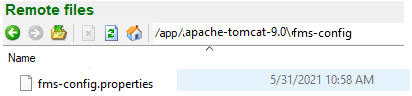 Remote files
/app/apache-tomcat-9.0\fms-config
Name
fms-config.properties 5/31/2021 10:58 AM